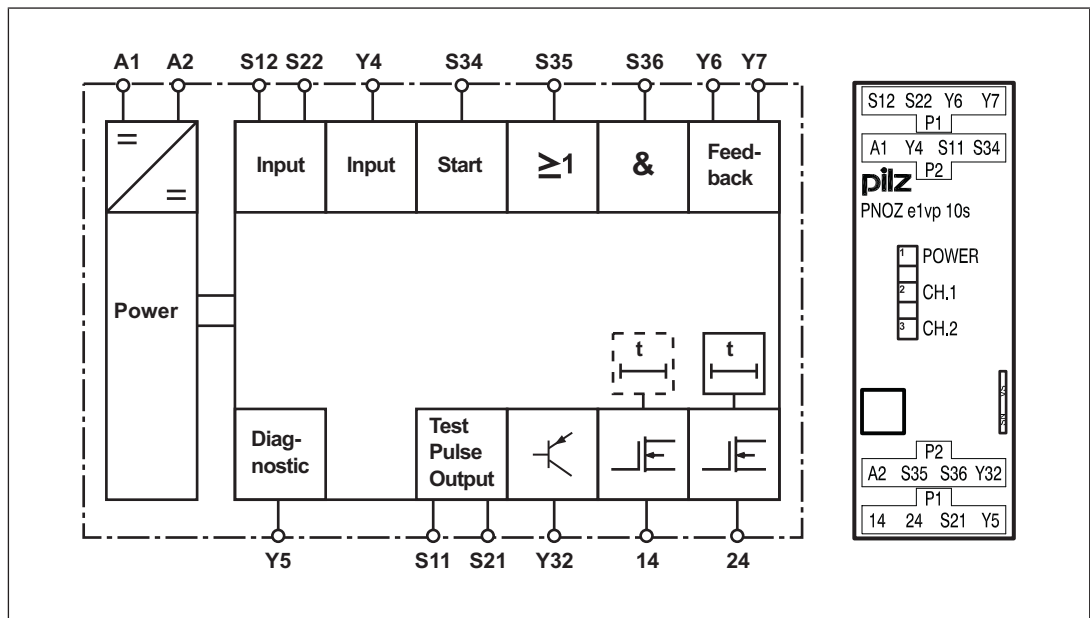 A1 A2 S12 S22 Y4 S34 S35 S36 Y6 Y7
=
=
Input Input Start ≥1 & Feed-
back
Power
t t
Diag-
nostic
Test
Pulse
Output
Y5 S11 S21 Y32 14 24
S12 S22 Y6 Y7
P1
A1 Y4 S11 S34
P2
pilz
PNOZ e1vp 10s
1 POWER
2 CH.1
3 CH.2
SN VS
P2
A2 S35 S36 Y32
P1
14 24 S21 Y5